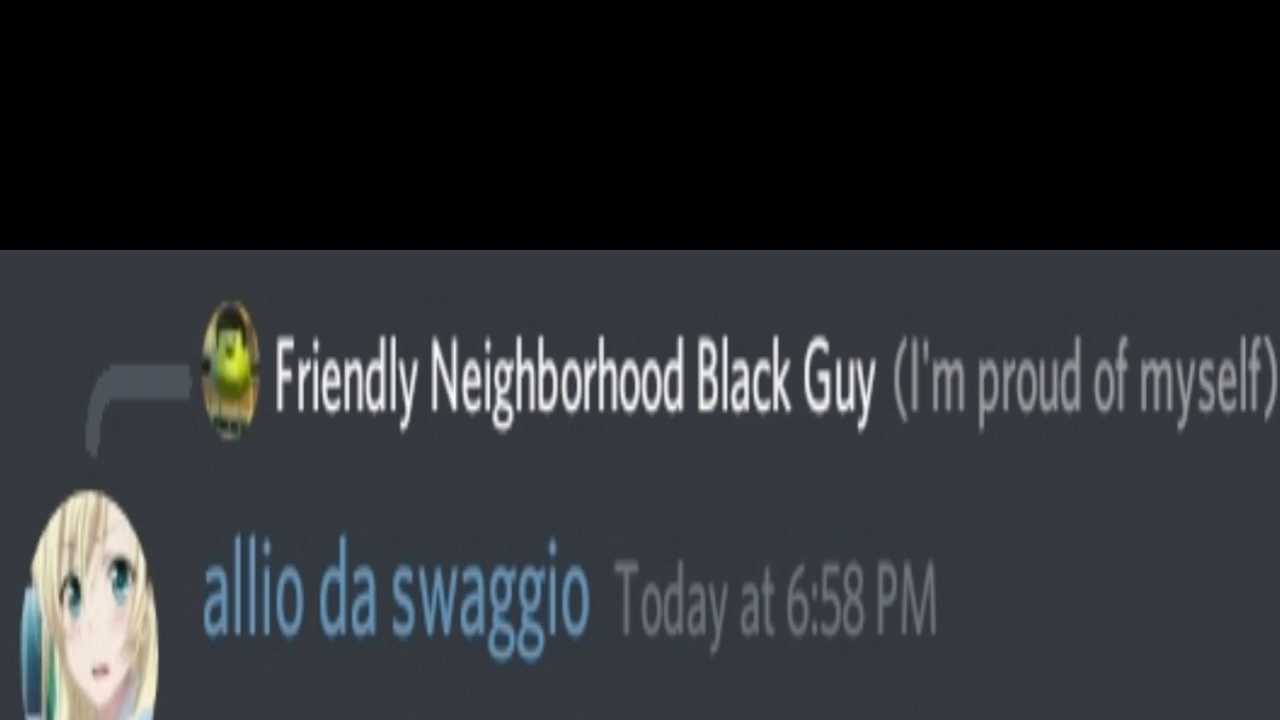 Friendly Neighborhood Black Guy (I'm proud of myself)
allio da swaggio Today at 6:58 PM